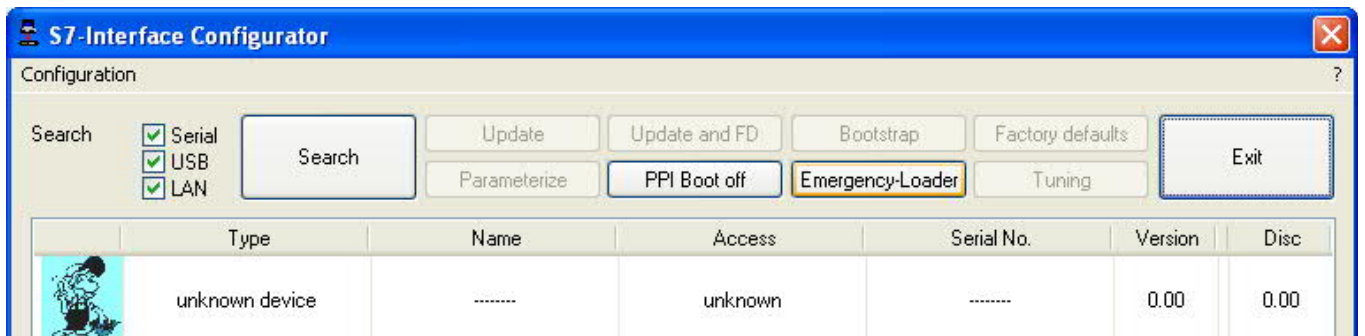 S7-Interface Configurator
Configuration ?
Search Serial USB LAN Search Update Update and FD Bootstrap Factory defaults Exit
Parameterize PPI Boot off Emergency-Loader Tuning
Type Name Access Serial No. Version Disc
unknown device -------- unknown -------- 0.00 0.00